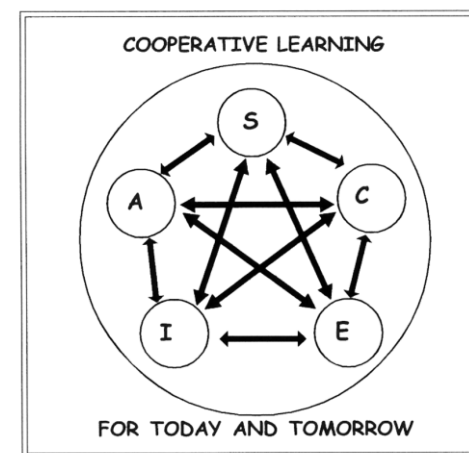 COOPERATIVE LEARNING
S
A
C
I
E
FOR TODAY AND TOMORROW